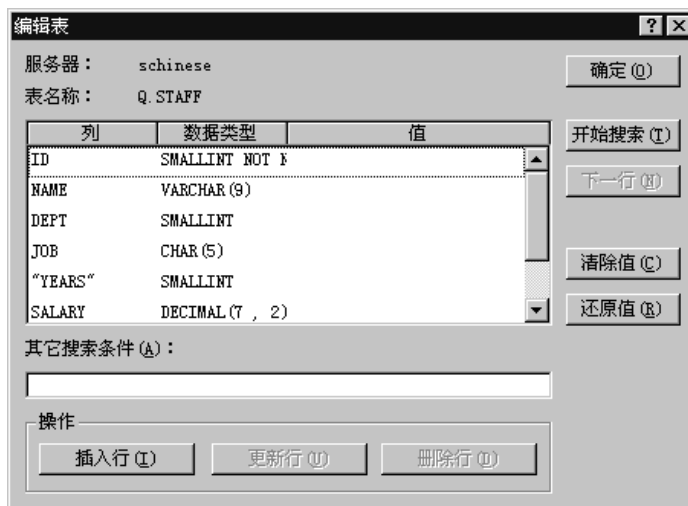 编辑表
服务器： schinese
确定(O)
表名称： Q.STAFF
列 数据类型 值
开始搜索(T)
ID SMALLINT NOT N
下一行(N)
NAME VARCHAR(9)
DEPT SMALLINT
JOB CHAR(5)
清除值(C)
"YEARS" SMALLINT
SALARY DECIMAL(7 , 2)
还原值(R)
其它搜索条件(A)：
操作
插入行(I) 更新行(U) 删除行(D)